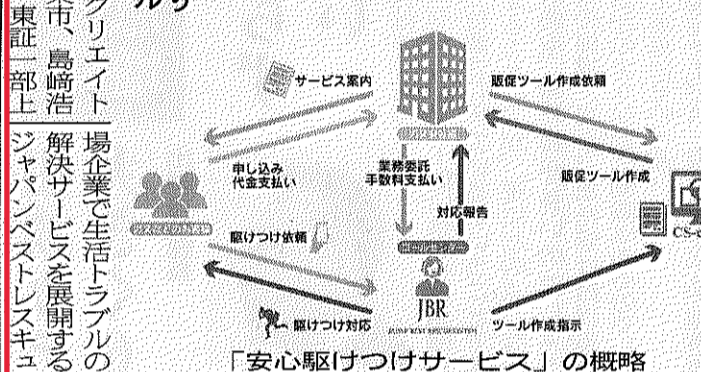 クリエイト
市、島﨑浩
東証一部上
場企業で生活トラブルの
解決サービスを展開する
ジャパンベストレスキュ
サービス案内
販促ツール作成依頼
申し込み
代金支払い
業務委託
手数料支払い
販促ツール作成
対応報告
駆けつけ依頼
コールセンター
JBR
駆けつけ対応
ツール作成指示
「安心駆けつけサービス」の概略